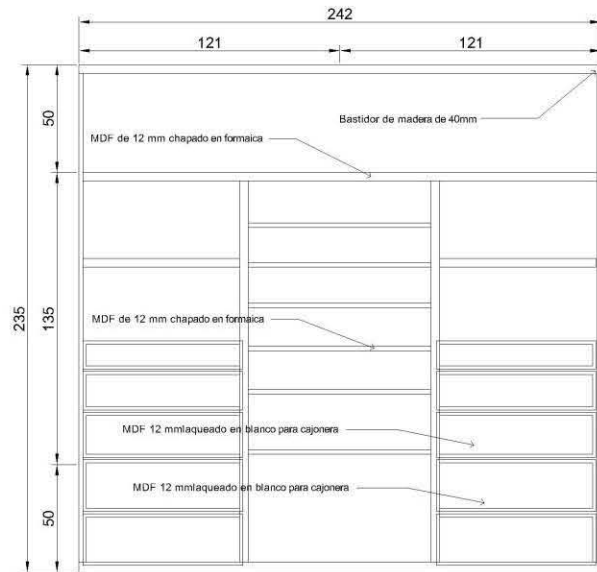 242
121
121
50
Bastidor de madera de 40mm
MDF de 12 mm chapado en formaica
235
135
MDF de 12 mm chapado en formaica
MDF 12 mmlaqueado en blanco para cajonera
MDF 12 mmlaqueado en blanco para cajonera
50